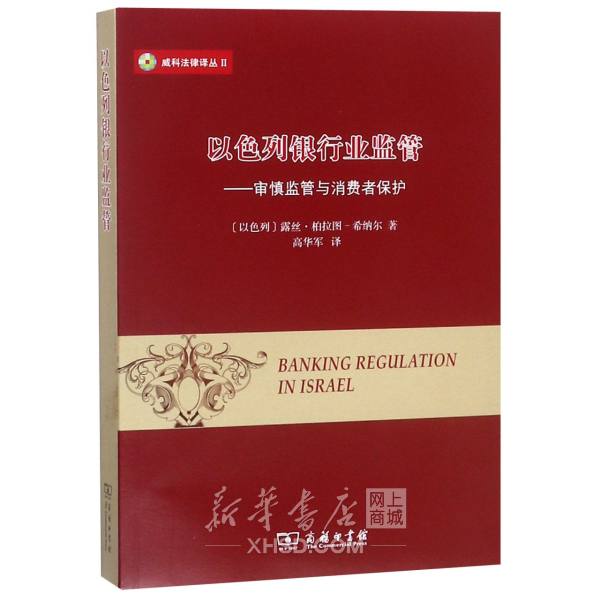 以色列银行业监管
威科法律译丛 II
以色列银行业监管
——审慎监管与消费者保护
〔以色列〕露丝·柏拉图-希纳尔 著
高华军 译
BANKING REGULATION
IN ISRAEL
新华书店
网上
商城
XHSD.COM
商务印书馆
The Commercial Press